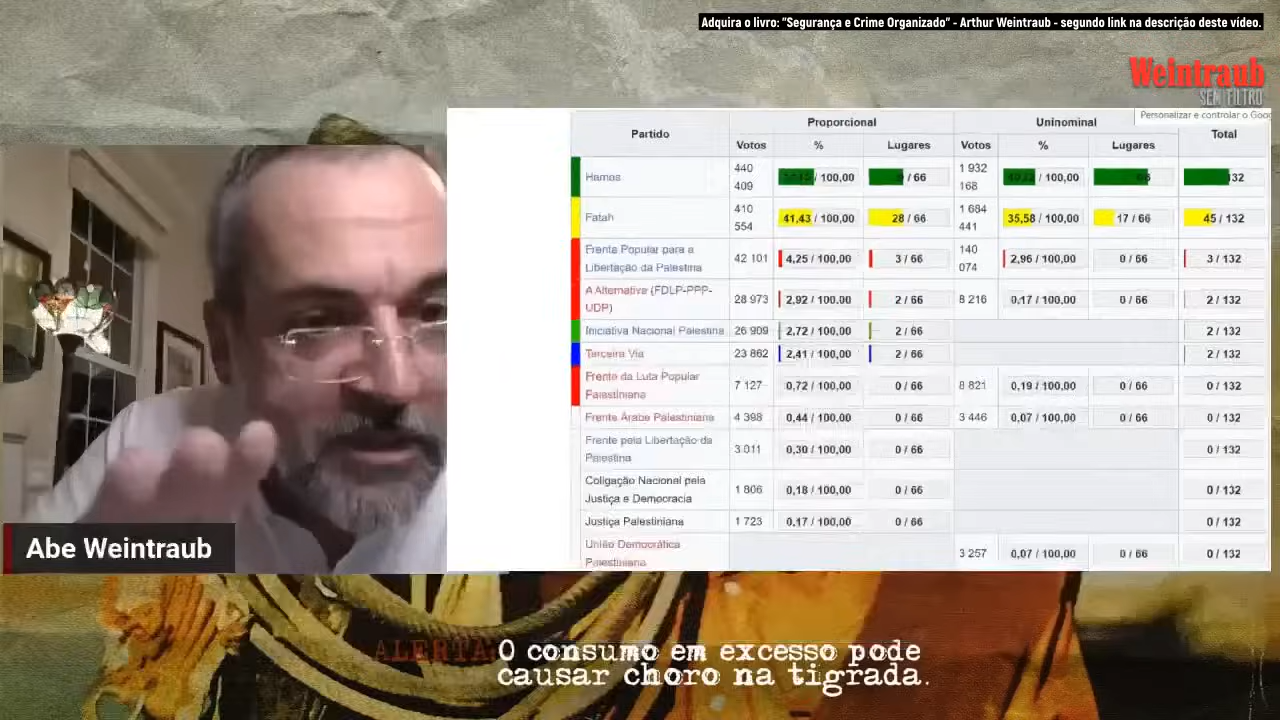 Adquira o livro: "Segurança e Crime Organizado" - Arthur Weintraub - segundo link na descrição deste vídeo.
Weintraub
SEM FILTRO
Personalizar e controlar o Goog
Partido Proporcional Uninominal Total
Votos % Lugares Votos % Lugares
Hamas 440 409 / 100,00 / 66 1 932 168 / 100,00 / 66
Fatah 410 554 41,43 / 100,00 28 / 66 1 684 441 35,58 / 100,00 17 / 66 45 / 132
Frente Popular para a
Libertação da Palestina 42 101 4,25 / 100,00 3 / 66 140 074 2,96 / 100,00 0 / 66 3 / 132
A Alternativa (FDLP-PPP-
UDP) 28 973 2,92 / 100,00 2 / 66 8 216 0,17 / 100,00 0 / 66 2 / 132
Iniciativa Nacional Palestina 26 909 2,72 / 100,00 2 / 66 2 / 132
Terceira Via 23 862 2,41 / 100,00 2 / 66 2 / 132
Frente da Luta Popular
Palestiniana 7 127 0,72 / 100,00 0 / 66 8 821 0,19 / 100,00 0 / 66 0 / 132
Frente Árabe Palestiniana 4 398 0,44 / 100,00 0 / 66 3 446 0,07 / 100,00 0 / 66 0 / 132
Frente pela Libertação da
Palestina 3 011 0,30 / 100,00 0 / 66 0 / 132
Coligação Nacional pela
Justiça e Democracia 1 806 0,18 / 100,00 0 / 66 0 / 132
Justiça Palestiniana 1 723 0,17 / 100,00 0 / 66 0 / 132
União Democrática
Palestiniana 3 257 0,07 / 100,00 0 / 66 0 / 132
Abe Weintraub
ALERTA: O consumo em excesso pode
causar choro na tigrada.